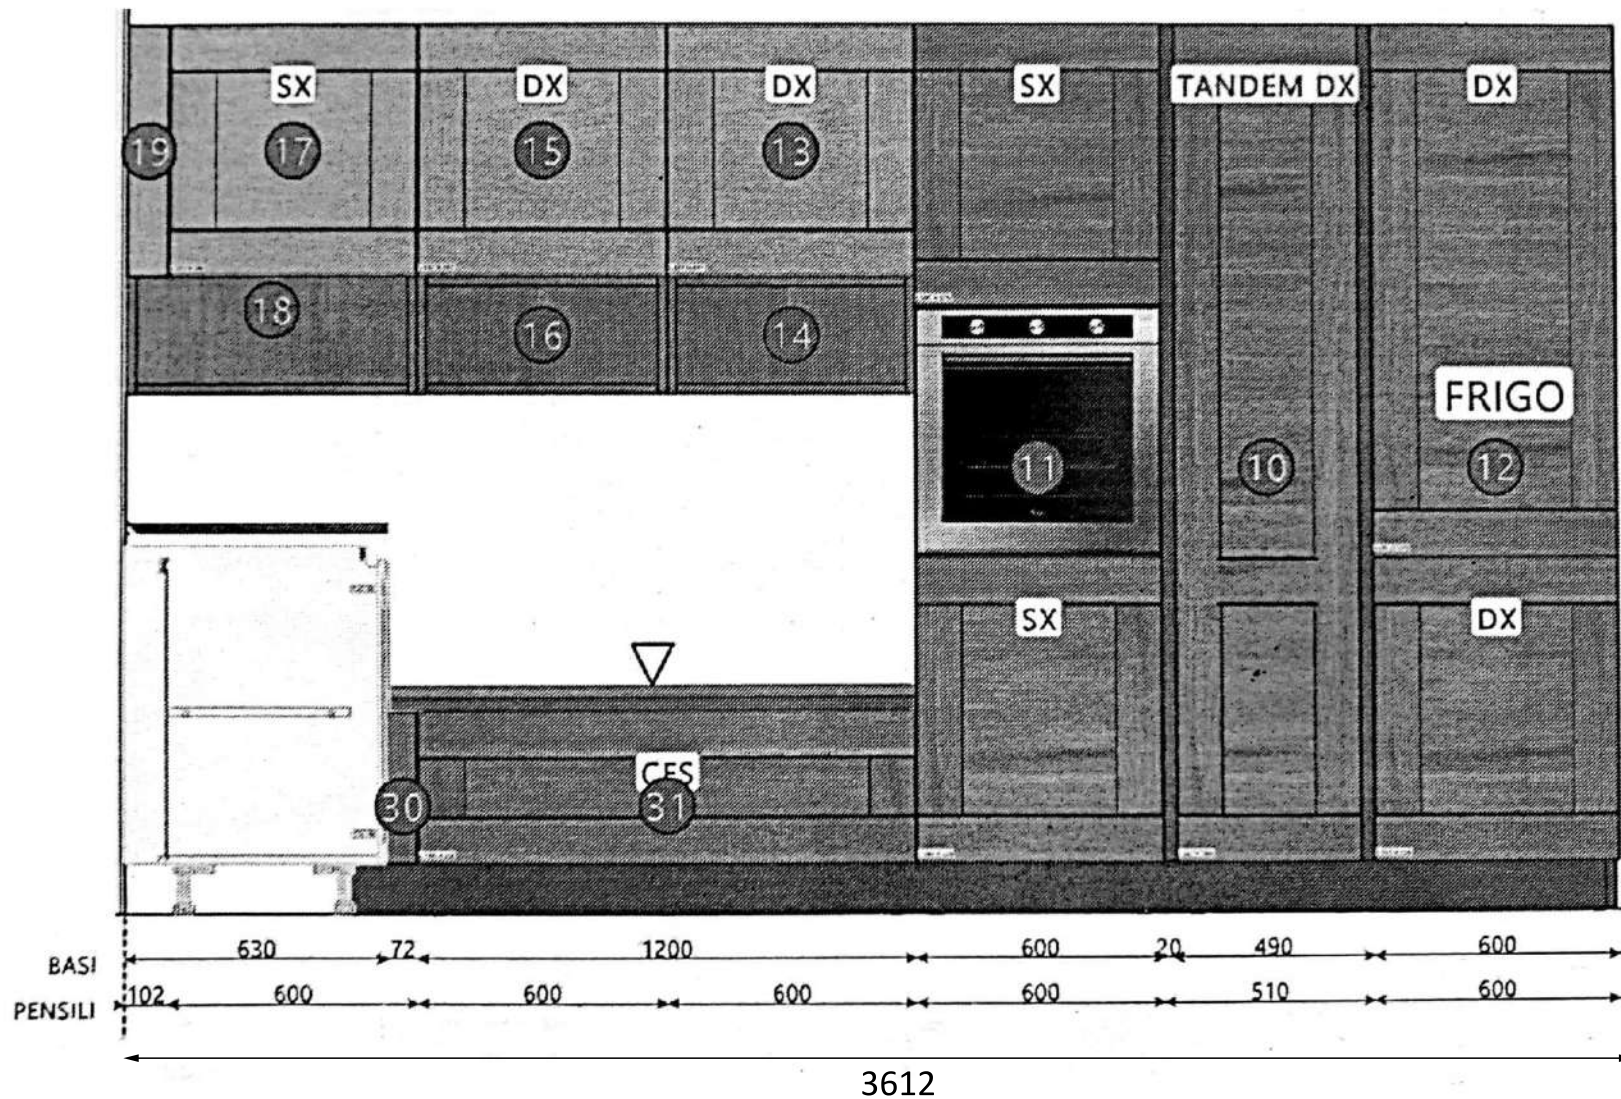 SX DX DX SX TANDEM DX DX
19 17 15 13
18 16 14
FRIGO
11 10 12
SX DX
CES
30 31
BASI 630 72 1200 600 20 490 600
PENSILI 102 600 600 600 600 510 600
3612